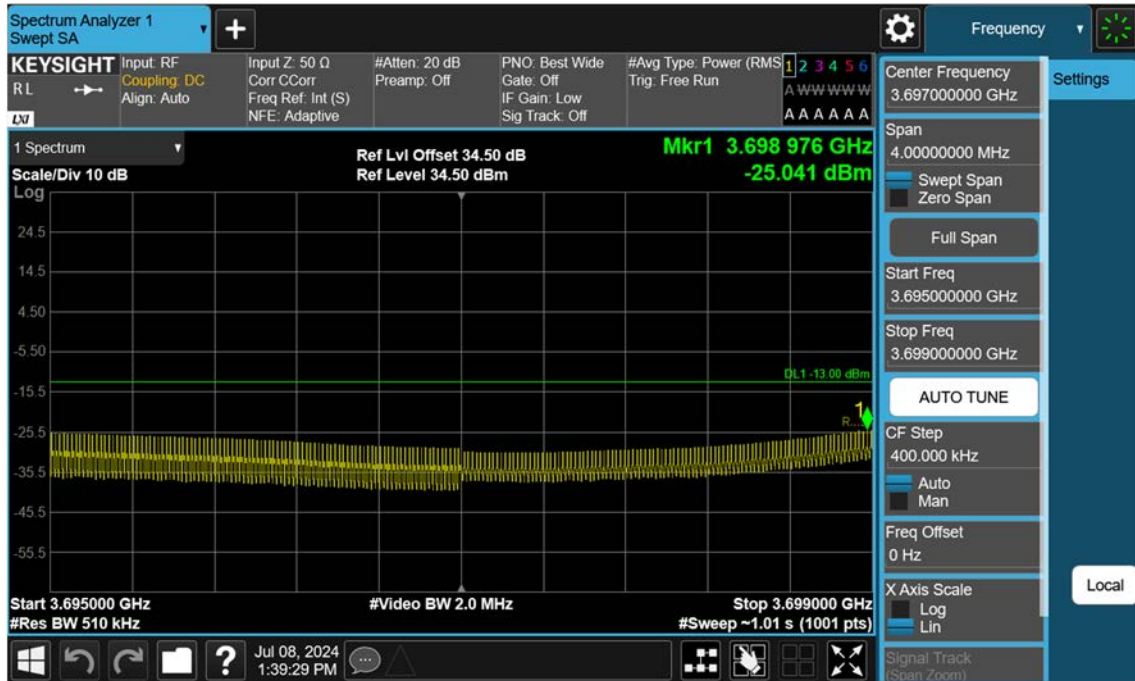 Spectrum Analyzer 1
Swept SA
+
Frequency
KEYSIGHT
RL
LXI
Input: RF
Coupling: DC
Align: Auto
Input Z: 50 Ω
Corr CCorr
Freq Ref: Int (S)
NFE: Adaptive
#Atten: 20 dB
Preamp: Off
PNO: Best Wide
Gate: Off
IF Gain: Low
Sig Track: Off
#Avg Type: Power (RMS
Trig: Free Run
1 2 3 4 5 6
A W W W W W
A A A A A A
1 Spectrum
Scale/Div 10 dB
Log
Ref Lvl Offset 34.50 dB
Ref Level 34.50 dBm
Mkr1 3.698 976 GHz
-25.041 dBm
24.5
14.5
4.50
-5.50
DL1 -13.00 dBm
-15.5
1
R...
-25.5
-35.5
-45.5
-55.5
Start 3.695000 GHz
#Res BW 510 kHz
#Video BW 2.0 MHz
Stop 3.699000 GHz
#Sweep ~1.01 s (1001 pts)
Center Frequency
3.697000000 GHz
Span
4.00000000 MHz
Swept Span
Zero Span
Full Span
Start Freq
3.695000000 GHz
Stop Freq
3.699000000 GHz
AUTO TUNE
CF Step
400.000 kHz
Auto
Man
Freq Offset
0 Hz
X Axis Scale
Log
Lin
Signal Track
(Span Zoom)
Settings
Local
?
Jul 08, 2024
1:39:29 PM